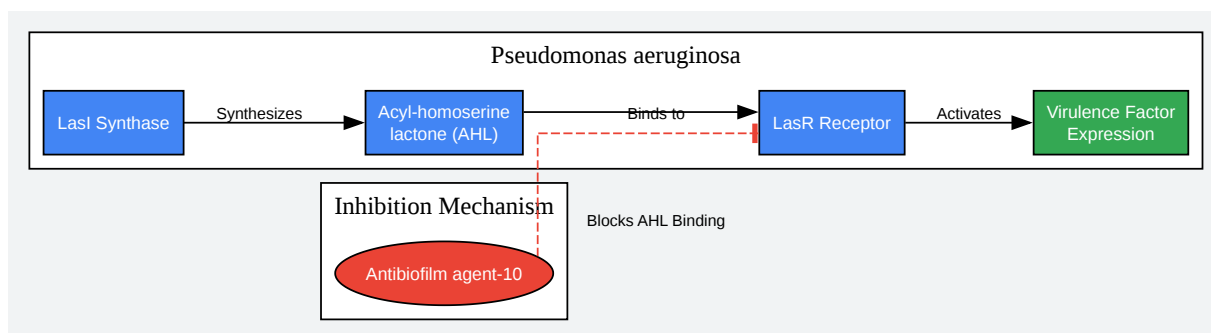 Pseudomonas aeruginosa
LasI Synthase
Synthesizes
Acyl-homoserine
lactone (AHL)
Binds to
LasR Receptor
Activates
Virulence Factor
Expression
Inhibition Mechanism
Blocks AHL Binding
Antibiofilm agent-10